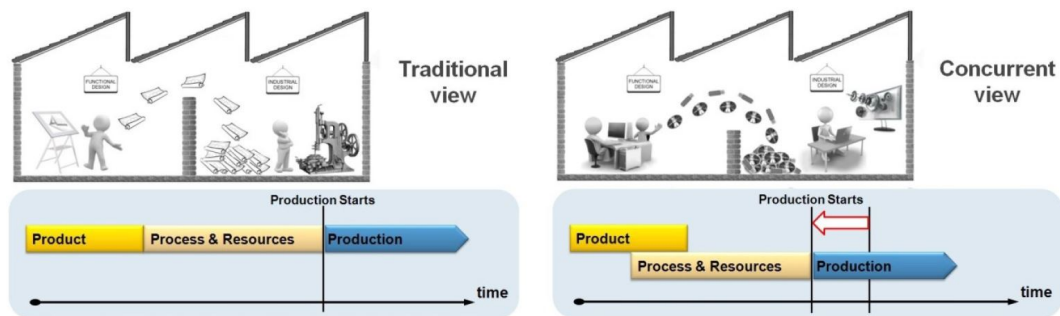 FUNCTIONAL
DESIGN
INDUSTRIAL
DESIGN
Traditional
view
Production Starts
Product
Process & Resources
Production
time
FUNCTIONAL
DESIGN
INDUSTRIAL
DESIGN
Concurrent
view
Production Starts
Product
Process & Resources
Production
time